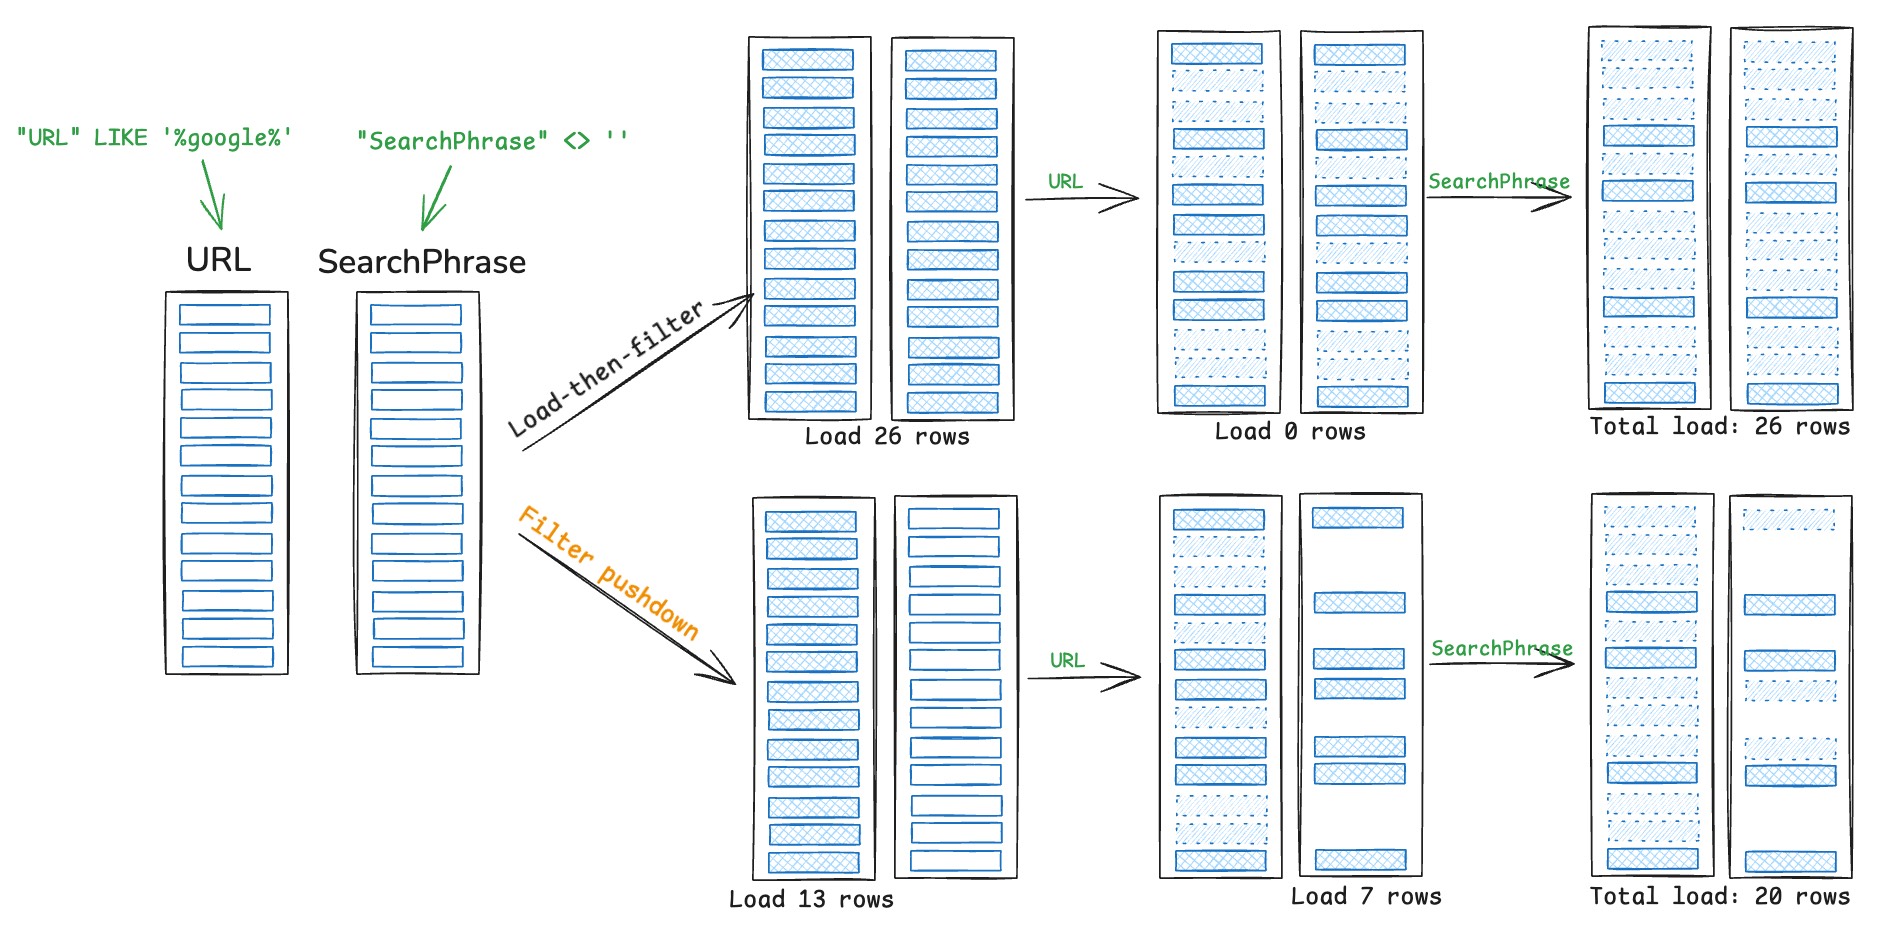 "URL" LIKE '%google%'
"SearchPhrase" <> ''
URL
SearchPhrase
Load-then-filter
Filter pushdown
URL
SearchPhrase
Load 26 rows
Load 0 rows
Total load: 26 rows
URL
SearchPhrase
Load 13 rows
Load 7 rows
Total load: 20 rows